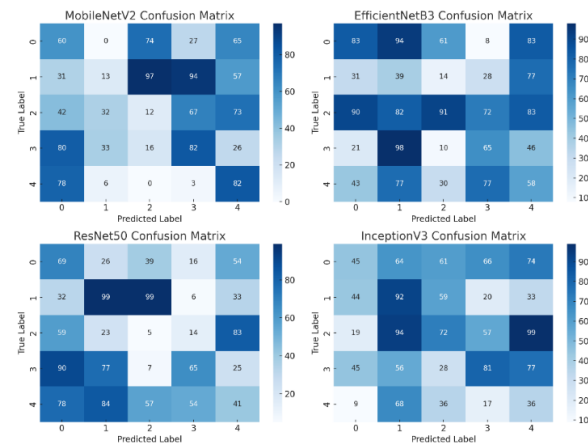 MobileNetV2 Confusion Matrix
True Label
0 60 0 74 27 65
1 31 13 97 94 57
2 42 32 12 67 73
3 80 33 16 82 26
4 78 6 0 3 82
0 1 2 3 4
Predicted Label
80
60
40
20
0
EfficientNetB3 Confusion Matrix
True Label
0 83 94 61 8 83
1 31 39 14 28 77
2 90 82 91 72 83
3 21 98 10 65 46
4 43 77 30 77 58
0 1 2 3 4
Predicted Label
90
80
70
60
50
40
30
20
10
ResNet50 Confusion Matrix
True Label
0 69 26 39 16 54
1 32 99 99 6 33
2 59 23 5 14 83
3 90 77 7 65 25
4 78 84 57 54 41
0 1 2 3 4
Predicted Label
80
60
40
20
InceptionV3 Confusion Matrix
True Label
0 45 64 61 66 74
1 44 92 59 20 33
2 19 94 72 57 99
3 45 56 28 81 77
4 9 68 36 17 36
0 1 2 3 4
Predicted Label
90
80
70
60
50
40
30
20
10